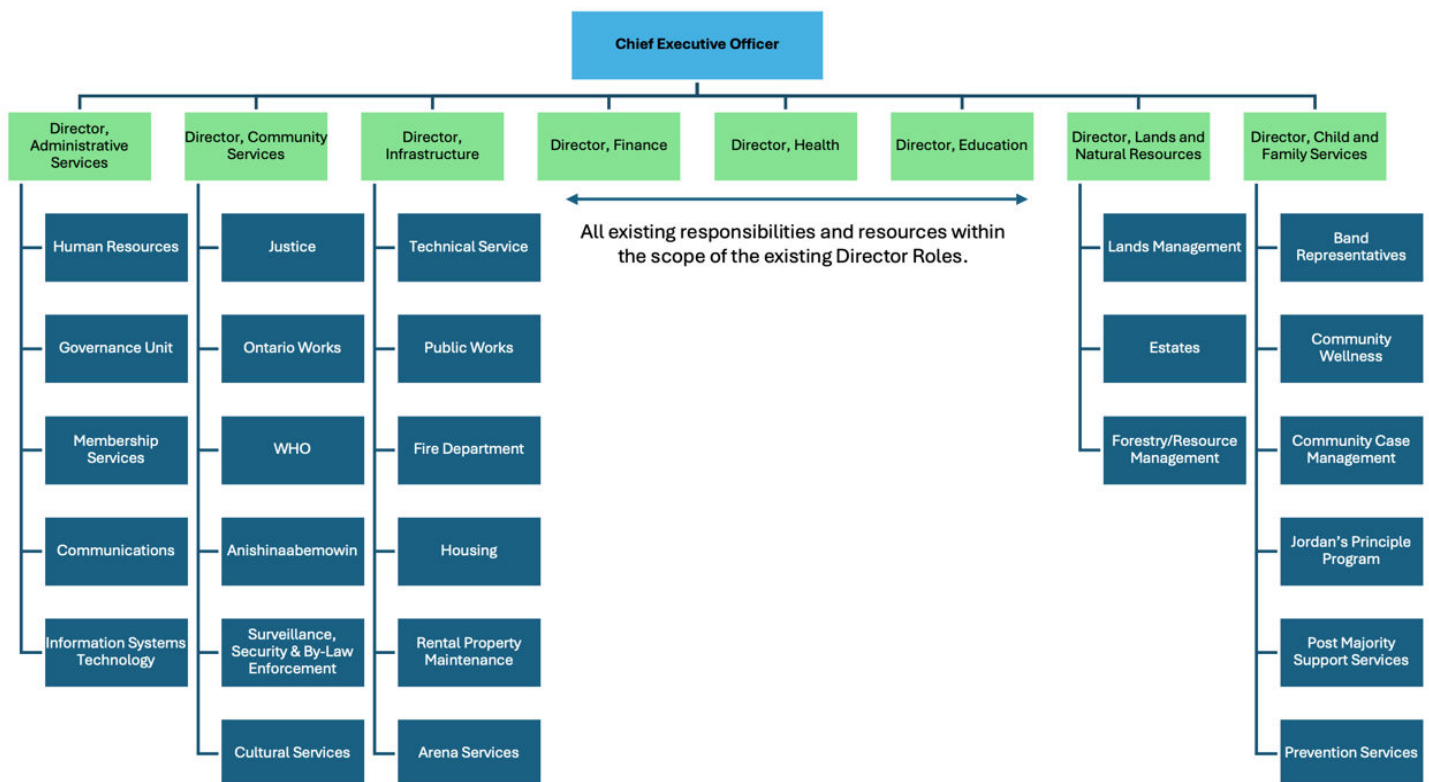 Chief Executive Officer
Director,
Administrative
Services
Director, Community
Services
Director,
Infrastructure
Director, Finance
Director, Health
Director, Education
Director, Lands and
Natural Resources
Director, Child and
Family Services
Human Resources
Governance Unit
Membership
Services
Communications
Information Systems
Technology
Justice
Ontario Works
WHO
Anishinaabemowin
Surveillance,
Security & By-Law
Enforcement
Cultural Services
Technical Service
Public Works
Fire Department
Housing
Rental Property
Maintenance
Arena Services
All existing responsibilities and resources within
the scope of the existing Director Roles.
Lands Management
Estates
Forestry/Resource
Management
Band
Representatives
Community
Wellness
Community Case
Management
Jordan’s Principle
Program
Post Majority
Support Services
Prevention Services